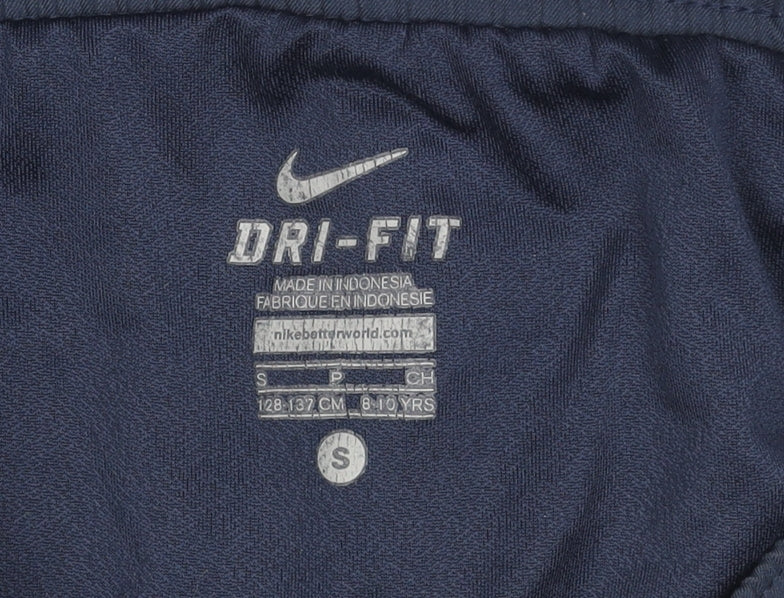 DRI-FIT
MADE IN INDONESIA
FABRIQUE EN INDONESIE
nikebetterworld.com
S P CH
128-137 CM 8-10 YRS
S